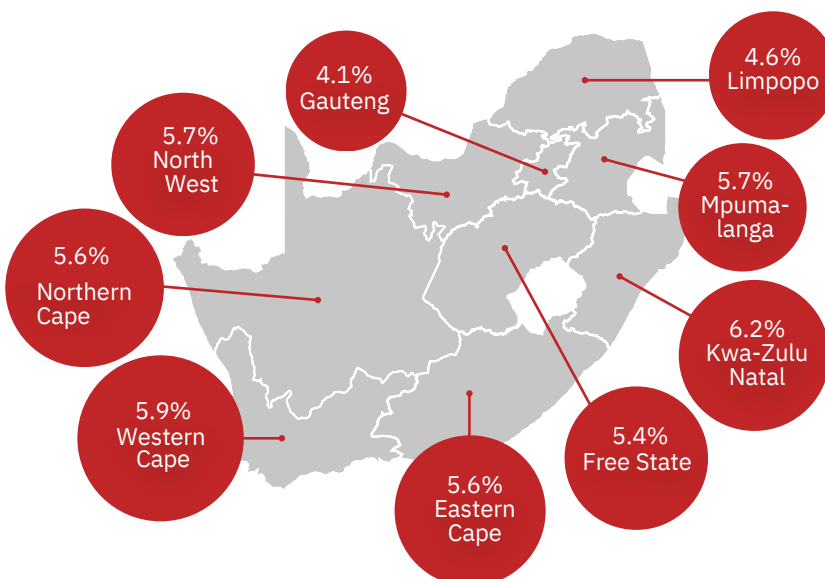 4.1%
Gauteng
4.6%
Limpopo
5.7%
North
West
5.7%
Mpuma-
langa
5.6%
Northern
Cape
6.2%
Kwa-Zulu
Natal
5.9%
Western
Cape
5.4%
Free State
5.6%
Eastern
Cape